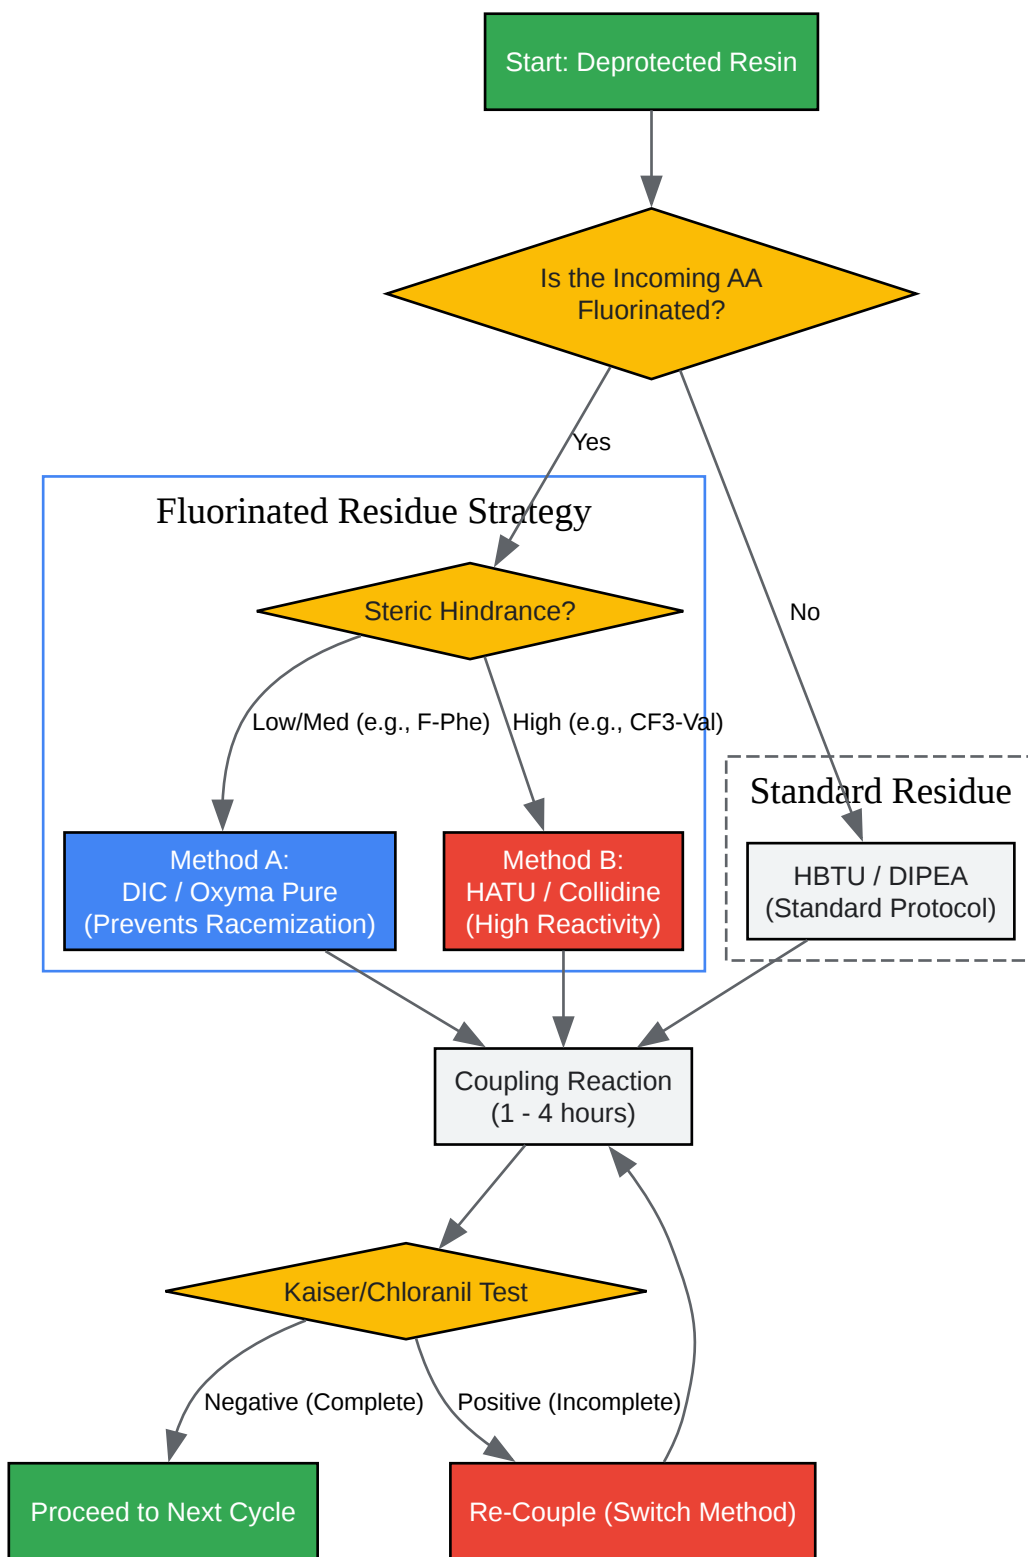 Start: Deprotected Resin
Is the Incoming AA
Fluorinated?
Yes
No
Fluorinated Residue Strategy
Steric Hindrance?
Low/Med (e.g., F-Phe)
High (e.g., CF3-Val)
Standard Residue
Method A:
DIC / Oxyma Pure
(Prevents Racemization)
Method B:
HATU / Collidine
(High Reactivity)
HBTU / DIPEA
(Standard Protocol)
Coupling Reaction
(1 - 4 hours)
Kaiser/Chloranil Test
Negative (Complete)
Positive (Incomplete)
Proceed to Next Cycle
Re-Couple (Switch Method)